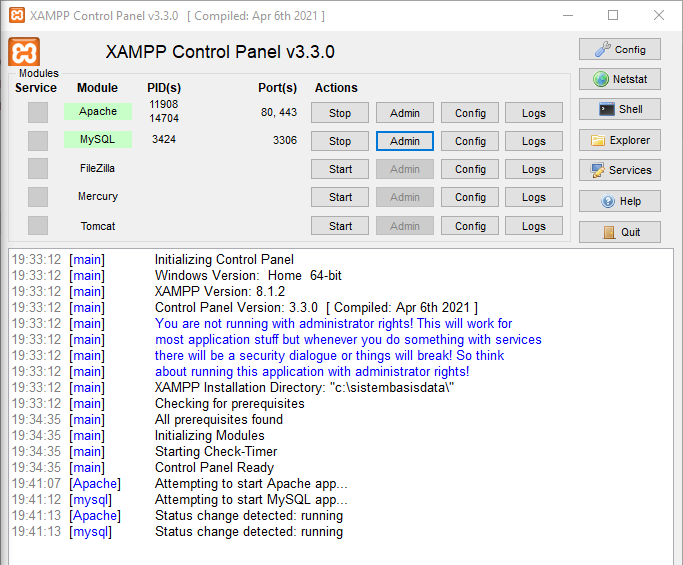 XAMPP Control Panel v3.3.0 [ Compiled: Apr 6th 2021 ]
XAMPP Control Panel v3.3.0
Config
Modules
Service Module PID(s) Port(s) Actions
Netstat
Apache 11908 14704 80, 443 Stop Admin Config Logs
Shell
MySQL 3424 3306 Stop Admin Config Logs
Explorer
FileZilla Start Admin Config Logs
Services
Mercury Start Admin Config Logs
Help
Tomcat Start Admin Config Logs
Quit
19:33:12 [main] Initializing Control Panel
19:33:12 [main] Windows Version: Home 64-bit
19:33:12 [main] XAMPP Version: 8.1.2
19:33:12 [main] Control Panel Version: 3.3.0 [ Compiled: Apr 6th 2021 ]
19:33:12 [main] You are not running with administrator rights! This will work for
19:33:12 [main] most application stuff but whenever you do something with services
19:33:12 [main] there will be a security dialogue or things will break! So think
19:33:12 [main] about running this application with administrator rights!
19:33:12 [main] XAMPP Installation Directory: "c:\sistembasisdata\"
19:33:12 [main] Checking for prerequisites
19:34:35 [main] All prerequisites found
19:34:35 [main] Initializing Modules
19:34:35 [main] Starting Check-Timer
19:34:35 [main] Control Panel Ready
19:41:07 [Apache] Attempting to start Apache app...
19:41:12 [mysql] Attempting to start MySQL app...
19:41:13 [Apache] Status change detected: running
19:41:13 [mysql] Status change detected: running